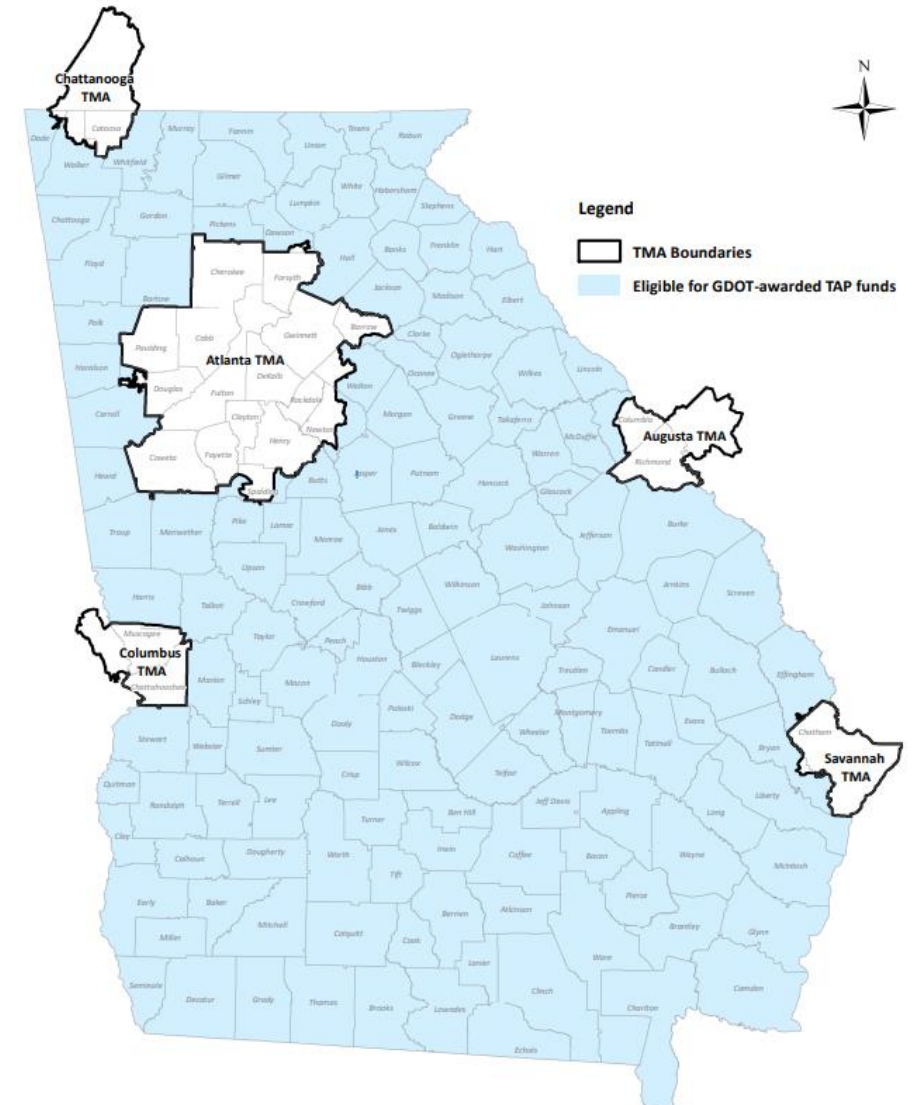 Chattanooga
TMA
N
Dade
Catoosa
Murray
Fannin
Towns
Rabun
Union
Walker
Whitfield
Gilmer
White
Habersham
Lumpkin
Stephens
Chattooga
Gordon
Pickens
Dawson
Legend
TMA Boundaries
Eligible for GDOT-awarded TAP funds
Floyd
Bartow
Cherokee
Forsyth
Hall
Banks
Franklin
Hart
Jackson
Madison
Elbert
Polk
Paulding
Cobb
Gwinnett
Barrow
Clarke
Atlanta TMA
Haralson
Douglas
Fulton
DeKalb
Rockdale
Walton
Oconee
Oglethorpe
Wilkes
Lincoln
Carroll
Clayton
Newton
Morgan
Greene
Taliaferro
McDuffie
Columbia
Augusta TMA
Richmond
Coweta
Fayette
Henry
Warren
Heard
Spalding
Butts
Jasper
Putnam
Hancock
Glascock
Troup
Meriwether
Pike
Lamar
Monroe
Jones
Baldwin
Washington
Jefferson
Burke
Upson
Bibb
Wilkinson
Jenkins
Screven
Harris
Talbot
Crawford
Twiggs
Johnson
Emanuel
Muscogee
Columbus
TMA
Chattahoochee
Taylor
Peach
Houston
Bleckley
Laurens
Treutlen
Candler
Bulloch
Effingham
Marion
Macon
Schley
Pulaski
Dodge
Montgomery
Wheeler
Toombs
Tattnall
Evans
Bryan
Chatham
Savannah
TMA
Stewart
Webster
Sumter
Dooly
Wilcox
Telfair
Liberty
Quitman
Randolph
Terrell
Lee
Crisp
Turner
Ben Hill
Jeff Davis
Appling
Long
Clay
Calhoun
Dougherty
Worth
Irwin
Coffee
Bacon
Wayne
McIntosh
Tift
Early
Baker
Mitchell
Colquitt
Berrien
Atkinson
Pierce
Brantley
Glynn
Miller
Cook
Lanier
Ware
Seminole
Decatur
Grady
Thomas
Brooks
Lowndes
Clinch
Charlton
Camden
Echols